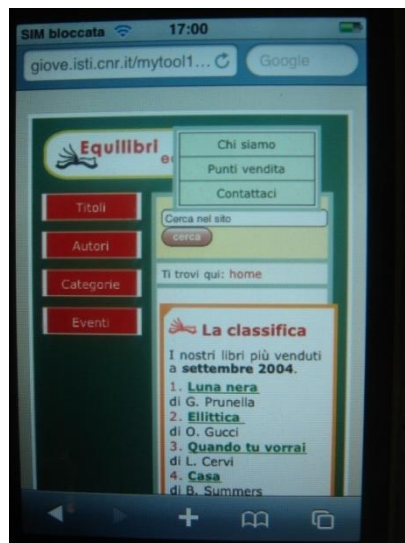 SIM bloccata 17:00
giove.isti.cnr.it/mytool1... Google
Equilibri
Chi siamo
Punti vendita
Contattaci
Titoli
Autori
Categorie
Eventi
Cerca nel sito
cerca
Ti trovi qui: home
La classifica
I nostri libri più venduti
a settembre 2004.
1. Luna nera
di G. Prunella
2. Ellittica
di O. Gucci
3. Quando tu vorrai
di L. Cervi
4. Casa
di B. Summers